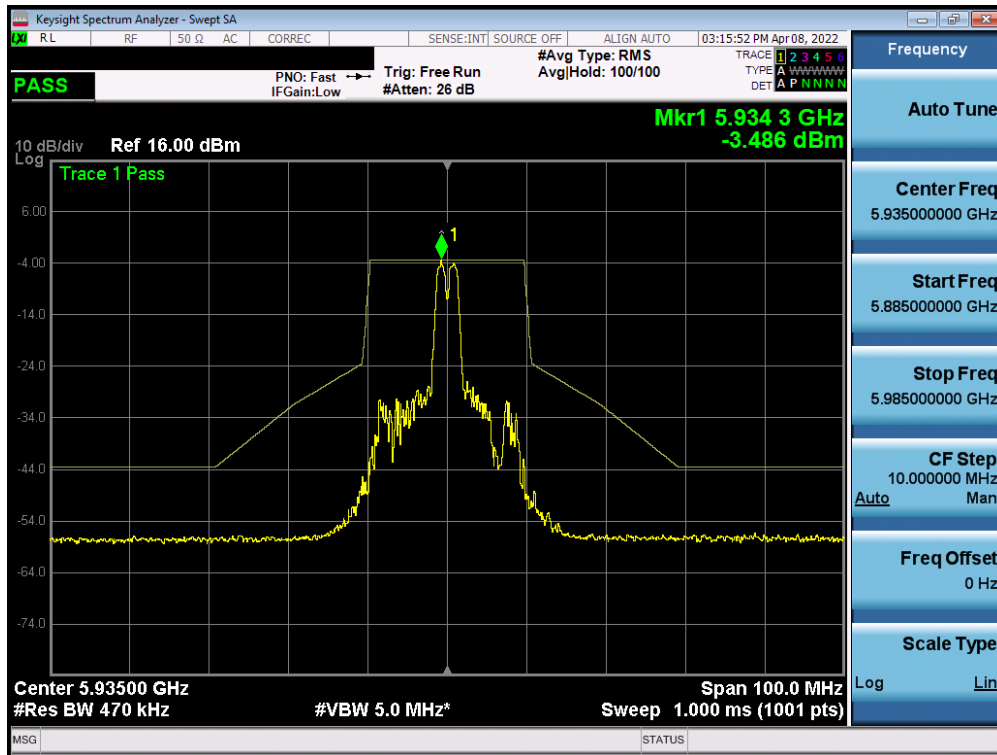 Keysight Spectrum Analyzer - Swept SA
LXI RL RF 50 Ω AC CORREC SENSE:INT SOURCE OFF ALIGN AUTO 03:15:52 PM Apr 08, 2022
PASS
PNO: Fast
IFGain:Low
Trig: Free Run
#Atten: 26 dB
#Avg Type: RMS
Avg|Hold: 100/100
TRACE 1 2 3 4 5 6
TYPE A WWWWW
DET A P N N N N
Mkr1 5.934 3 GHz
-3.486 dBm
10 dB/div Ref 16.00 dBm
Log
Trace 1 Pass
1
6.00
-4.00
-14.0
-24.0
-34.0
-44.0
-54.0
-64.0
-74.0
Center 5.93500 GHz Span 100.0 MHz
#Res BW 470 kHz #VBW 5.0 MHz* Sweep 1.000 ms (1001 pts)
MSG STATUS
Frequency
Auto Tune
Center Freq
5.935000000 GHz
Start Freq
5.885000000 GHz
Stop Freq
5.985000000 GHz
CF Step
10.000000 MHz
Auto Man
Freq Offset
0 Hz
Scale Type
Log Lin